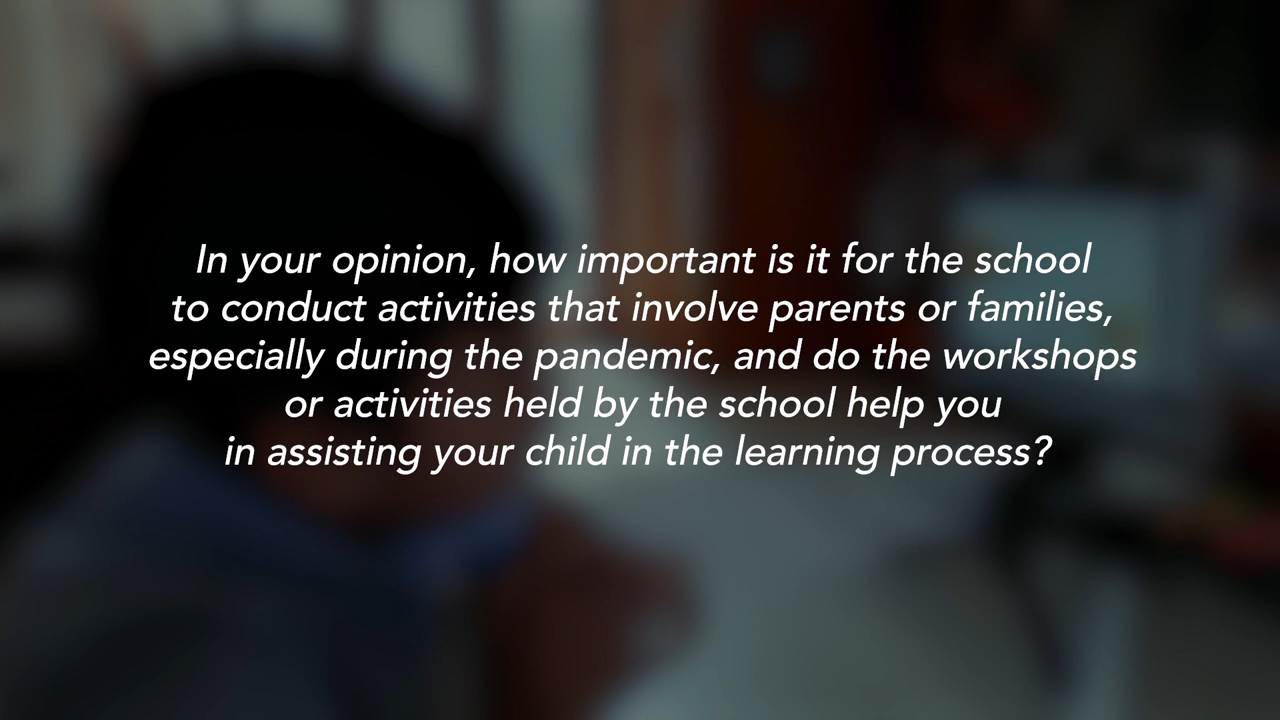 In your opinion, how important is it for the school
to conduct activities that involve parents or families,
especially during the pandemic, and do the workshops
or activities held by the school help you
in assisting your child in the learning process?